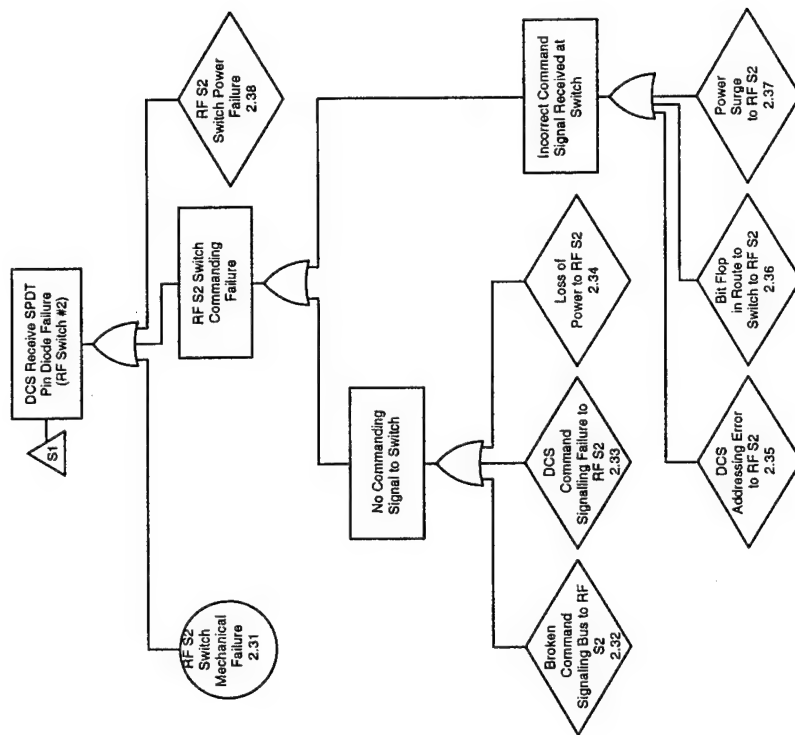 S1
DCS Receive SPDT
Pin Diode Failure
(RF Switch #2)
RF S2
Switch
Mechanical
Failure
2.31
RF S2 Switch
Commanding
Failure
RF S2
Switch Power
Failure
2.38
No Commanding
Signal to Switch
Incorrect Command
Signal Received at
Switch
Broken
Command
Signaling Bus to RF
S2
2.32
DCS
Command
Signalling Failure to
RF S2
2.33
Loss of
Power to RF S2
2.34
DCS
Addressing Error
to RF S2
2.35
Bit Flop
in Route to
Switch to RF S2
2.36
Power
Surge
to RF S2
2.37